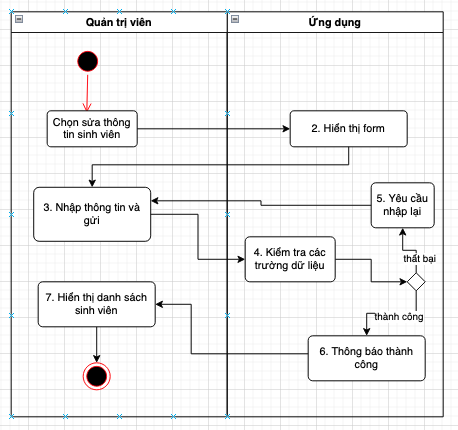 Quản trị viên
Ứng dụng
Chọn sửa thông
tin sinh viên
2. Hiển thị form
3. Nhập thông tin và
gửi
5. Yêu cầu
nhập lại
4. Kiểm tra các
trường dữ liệu
thất bại
7. Hiển thị danh sách
sinh viên
thành công
6. Thông báo thành
công